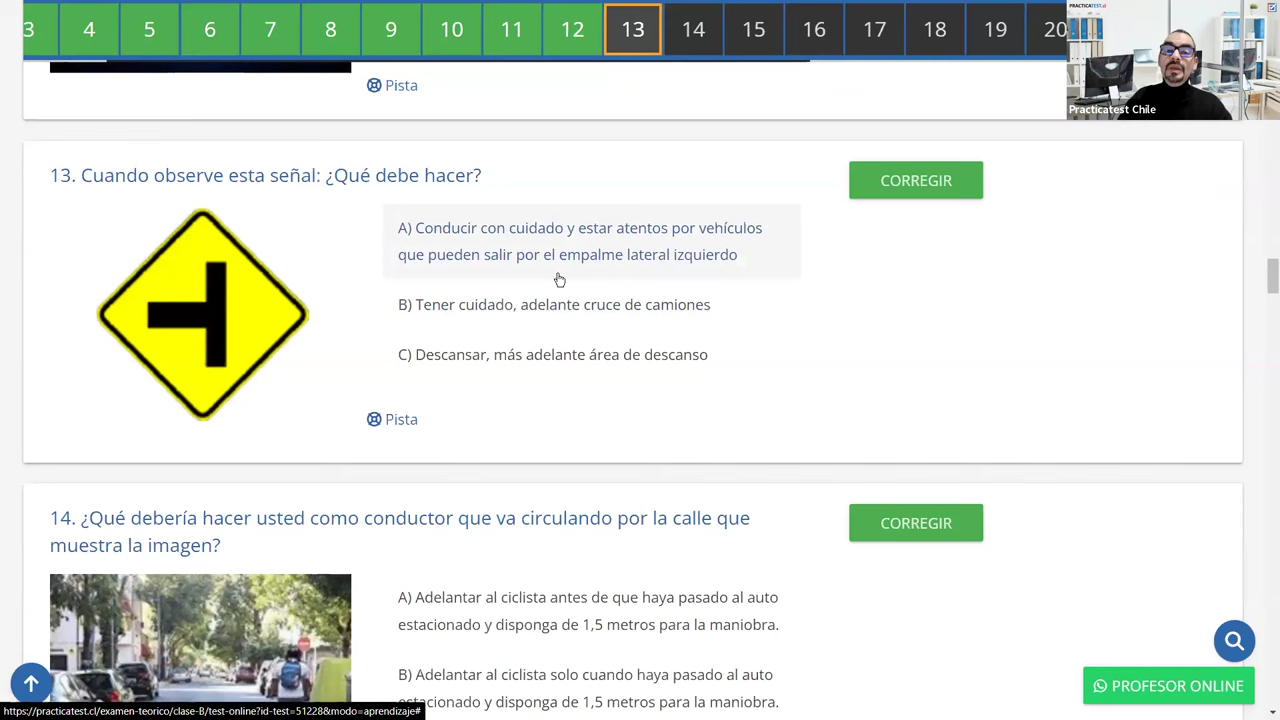 3 4 5 6 7 8 9 10 11 12 13 14 15 16 17 18 19 20
PRACTICATEST.cl
Practicatest Chile
Pista
13. Cuando observe esta señal: ¿Qué debe hacer?
CORREGIR
A) Conducir con cuidado y estar atentos por vehículos
que pueden salir por el empalme lateral izquierdo
B) Tener cuidado, adelante cruce de camiones
C) Descansar, más adelante área de descanso
Pista
14. ¿Qué debería hacer usted como conductor que va circulando por la calle que
muestra la imagen?
CORREGIR
A) Adelantar al ciclista antes de que haya pasado al auto
estacionado y disponga de 1,5 metros para la maniobra.
B) Adelantar al ciclista solo cuando haya pasado al auto
estacionado y disponga de 1,5 metros para la maniobra.
PROFESOR ONLINE
https://practicatest.cl/examen-teorico/clase-B/test-online?id-test=51228&modo=aprendizaje#